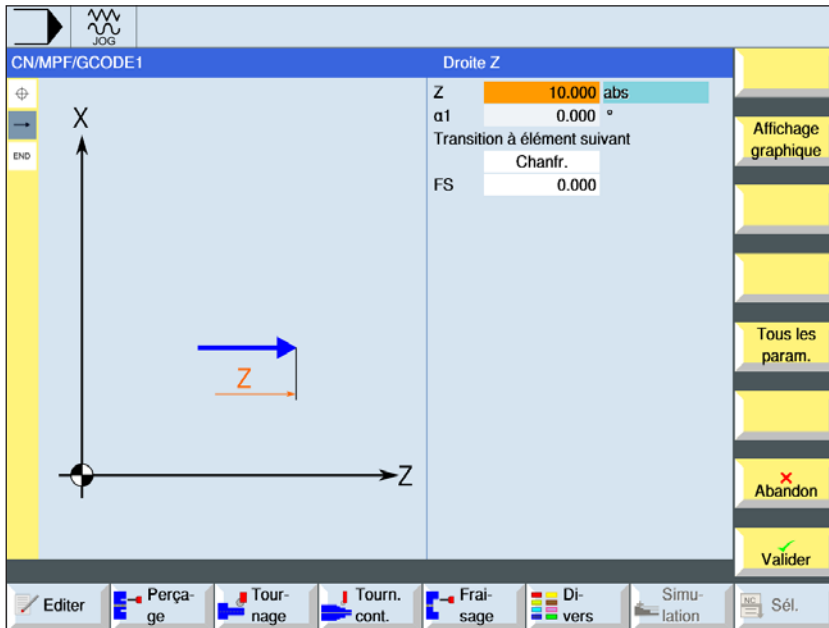 JOG
CN/MPF/GCODE1
Droite Z
Z 10.000 abs
α1 0.000 °
Transition à élément suivant
Chanfr.
FS 0.000
END
X
Z
Z
Affichage
graphique
Tous les
param.
Abandon
Valider
Editer
Perça-
ge
Tour-
nage
Tourn.
cont.
Frai-
sage
Di-
vers
Simu-
lation
NC
Sél.